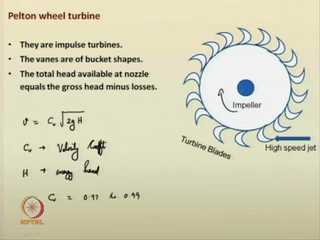 Pelton wheel turbine
• They are impulse turbines.
• The vanes are of bucket shapes.
• The total head available at nozzle
equals the gross head minus losses.
v = Cv √2gH
Cv → Velocity Coefft
H → energy head
Cv = 0.97 to 0.99
Impeller
Turbine Blades
High speed jet
NPTEL